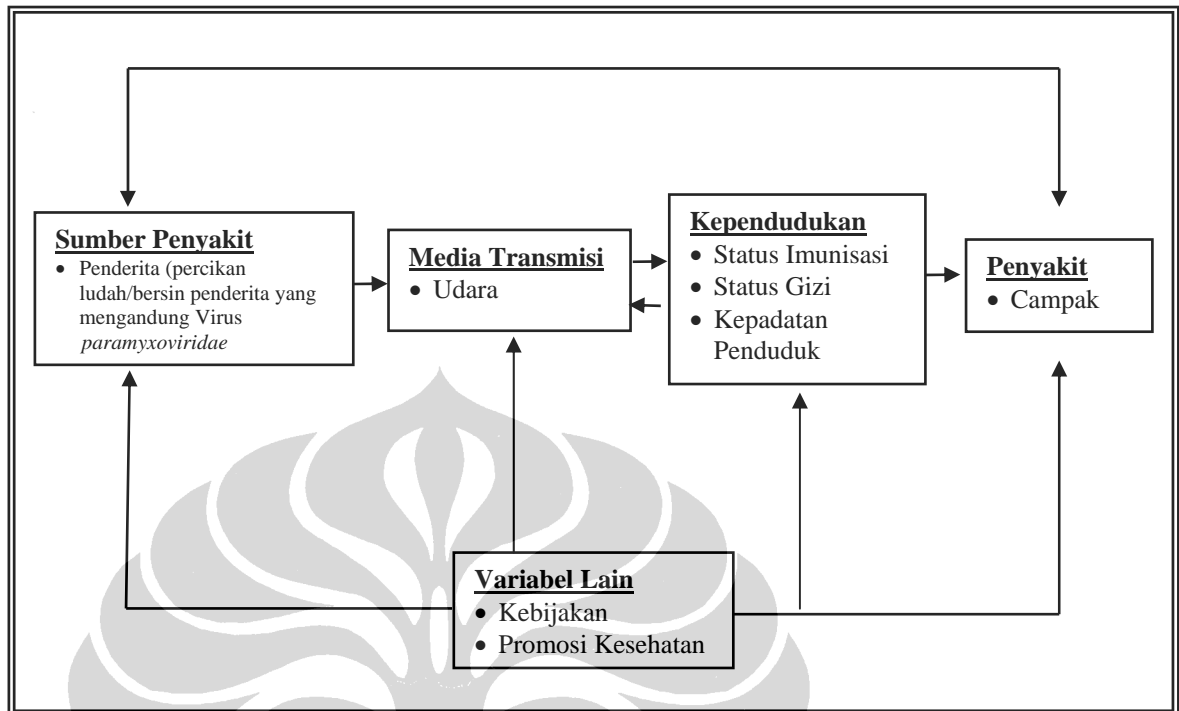 Sumber Penyakit
• Penderita (percikan
ludah/bersin penderita yang
mengandung Virus
paramyxoviridae
Media Transmisi
• Udara
Kependudukan
• Status Imunisasi
• Status Gizi
• Kepadatan
Penduduk
Penyakit
• Campak
Variabel Lain
• Kebijakan
• Promosi Kesehatan